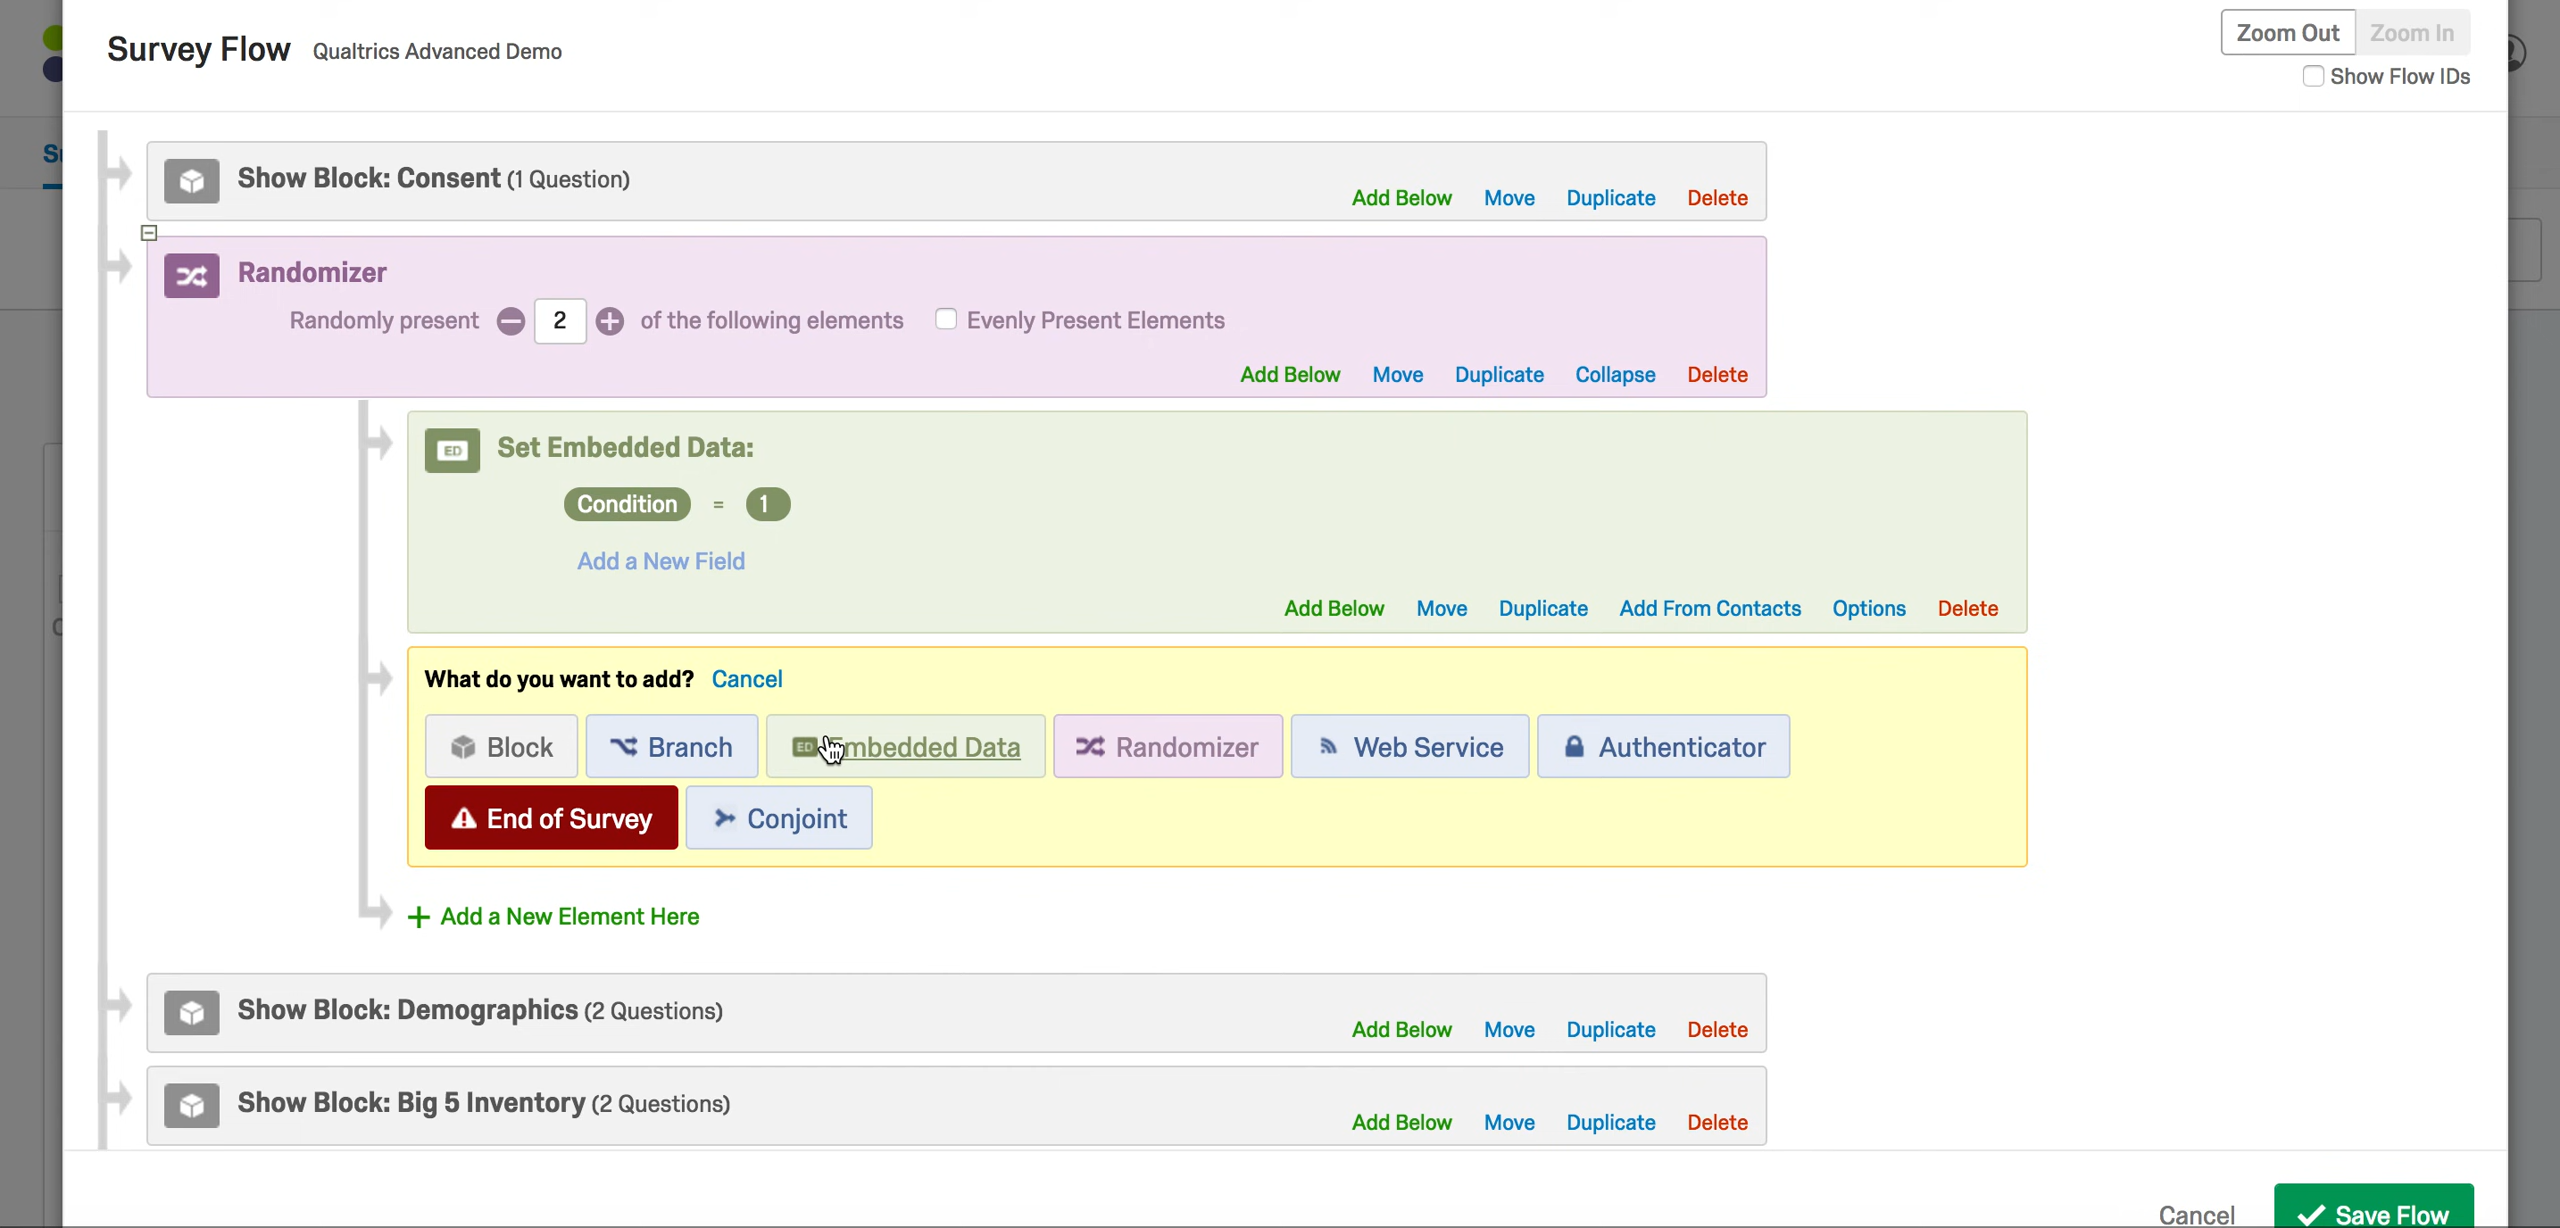 Survey Flow Qualtrics Advanced Demo
Zoom Out Zoom In
Show Flow IDs
Show Block: Consent (1 Question)
Add Below Move Duplicate Delete
Randomizer
Randomly present 2 of the following elements Evenly Present Elements
Add Below Move Duplicate Collapse Delete
ED Set Embedded Data:
Condition = 1
Add a New Field
Add Below Move Duplicate Add From Contacts Options Delete
What do you want to add? Cancel
Block Branch ED Embedded Data Randomizer Web Service Authenticator
End of Survey Conjoint
+ Add a New Element Here
Show Block: Demographics (2 Questions)
Add Below Move Duplicate Delete
Show Block: Big 5 Inventory (2 Questions)
Add Below Move Duplicate Delete
Cancel Save Flow